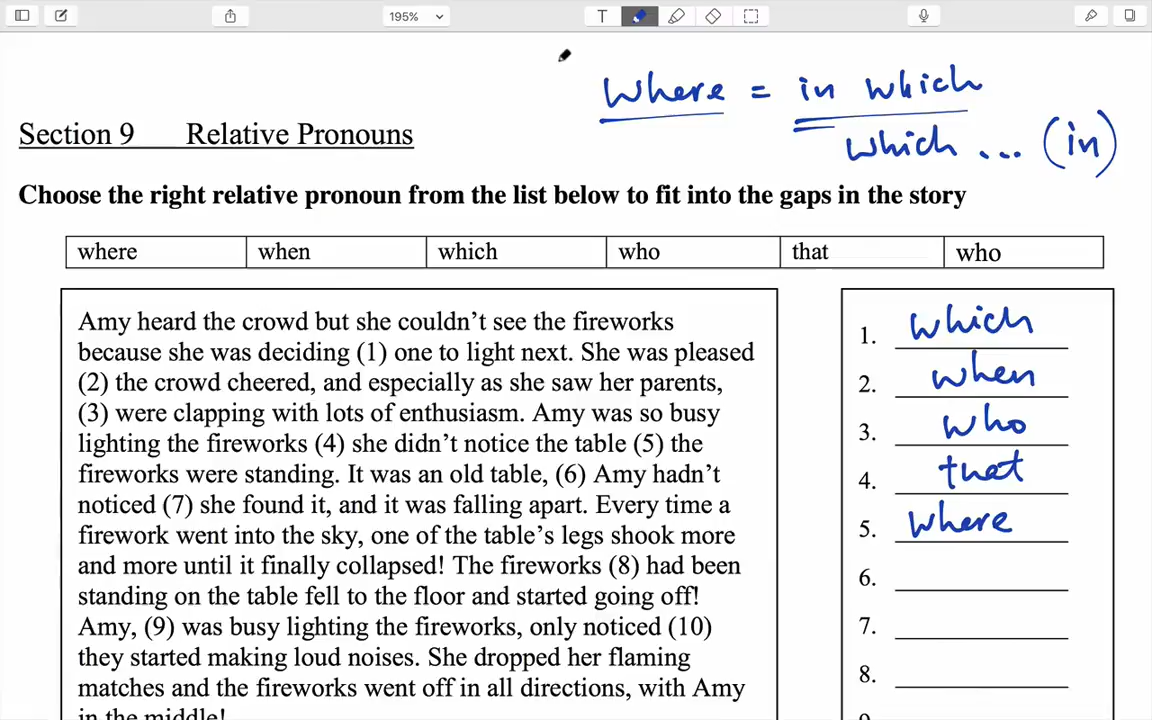 195%
T
where = in which
which ... (in)
Section 9 Relative Pronouns
Choose the right relative pronoun from the list below to fit into the gaps in the story
where when which who that who
Amy heard the crowd but she couldn’t see the fireworks
because she was deciding (1) one to light next. She was pleased
(2) the crowd cheered, and especially as she saw her parents,
(3) were clapping with lots of enthusiasm. Amy was so busy
lighting the fireworks (4) she didn’t notice the table (5) the
fireworks were standing. It was an old table, (6) Amy hadn’t
noticed (7) she found it, and it was falling apart. Every time a
firework went into the sky, one of the table’s legs shook more
and more until it finally collapsed! The fireworks (8) had been
standing on the table fell to the floor and started going off!
Amy, (9) was busy lighting the fireworks, only noticed (10)
they started making loud noises. She dropped her flaming
matches and the fireworks went off in all directions, with Amy
in the middle!
1. which
2. when
3. who
4. that
5. where
6.
7.
8.
9.